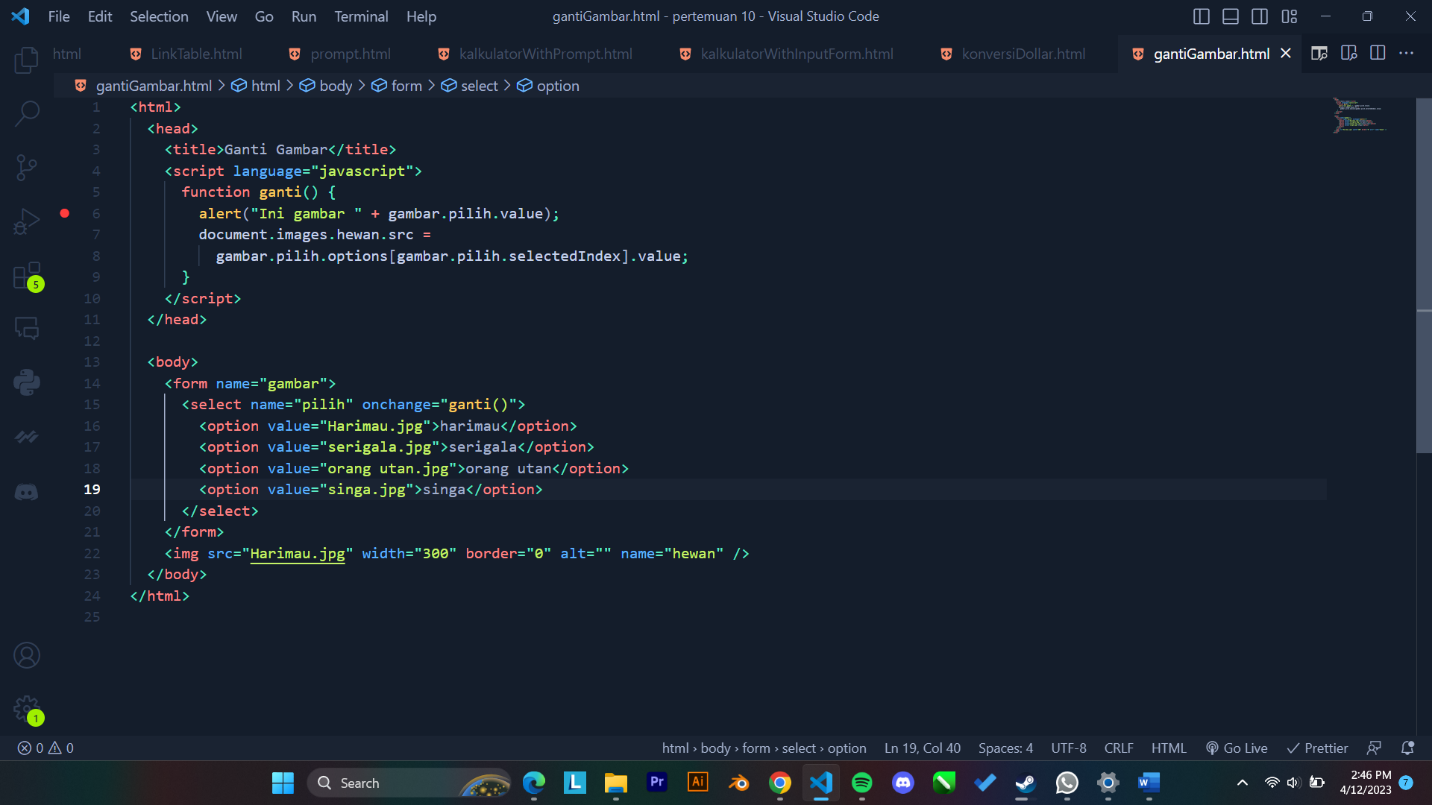 File Edit Selection View Go Run Terminal Help gantiGambar.html - pertemuan 10 - Visual Studio Code
html LinkTable.html prompt.html kalkulatorWithPrompt.html kalkulatorWithInputForm.html konversiDollar.html gantiGambar.html
gantiGambar.html > html > body > form > select > option
1 <html>
2 <head>
3 <title>Ganti Gambar</title>
4 <script language="javascript">
5 function ganti() {
6 alert("Ini gambar " + gambar.pilih.value);
7 document.images.hewan.src =
8 gambar.pilih.options[gambar.pilih.selectedIndex].value;
9 }
10 </script>
11 </head>
12
13 <body>
14 <form name="gambar">
15 <select name="pilih" onchange="ganti()">
16 <option value="Harimau.jpg">harimau</option>
17 <option value="serigala.jpg">serigala</option>
18 <option value="orang utan.jpg">orang utan</option>
19 <option value="singa.jpg">singa</option>
20 </select>
21 </form>
22 <img src="Harimau.jpg" width="300" border="0" alt="" name="hewan" />
23 </body>
24 </html>
25
5
1
0 0 html › body › form › select › option Ln 19, Col 40 Spaces: 4 UTF-8 CRLF HTML Go Live Prettier
Search L Pr Ai W 2:46 PM
4/12/2023 7